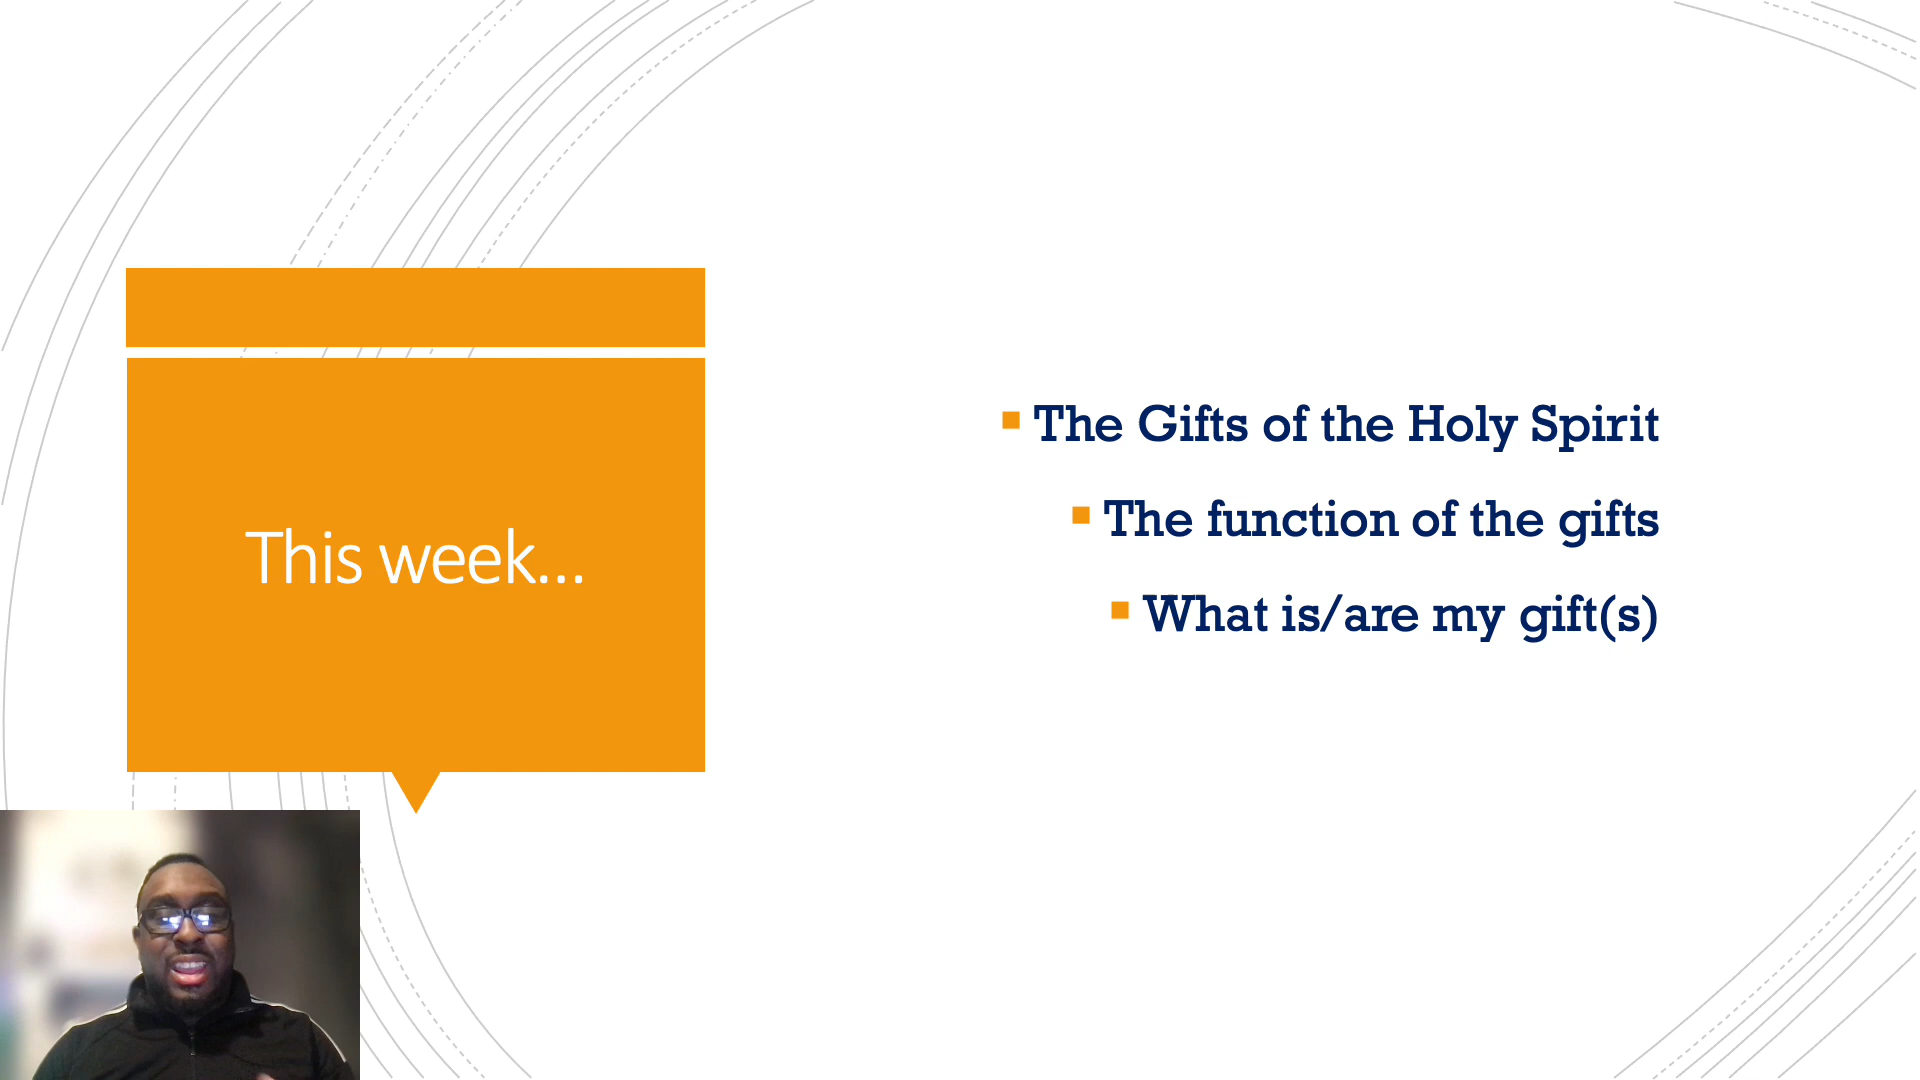 This week...
The Gifts of the Holy Spirit
The function of the gifts
What is/are my gift(s)